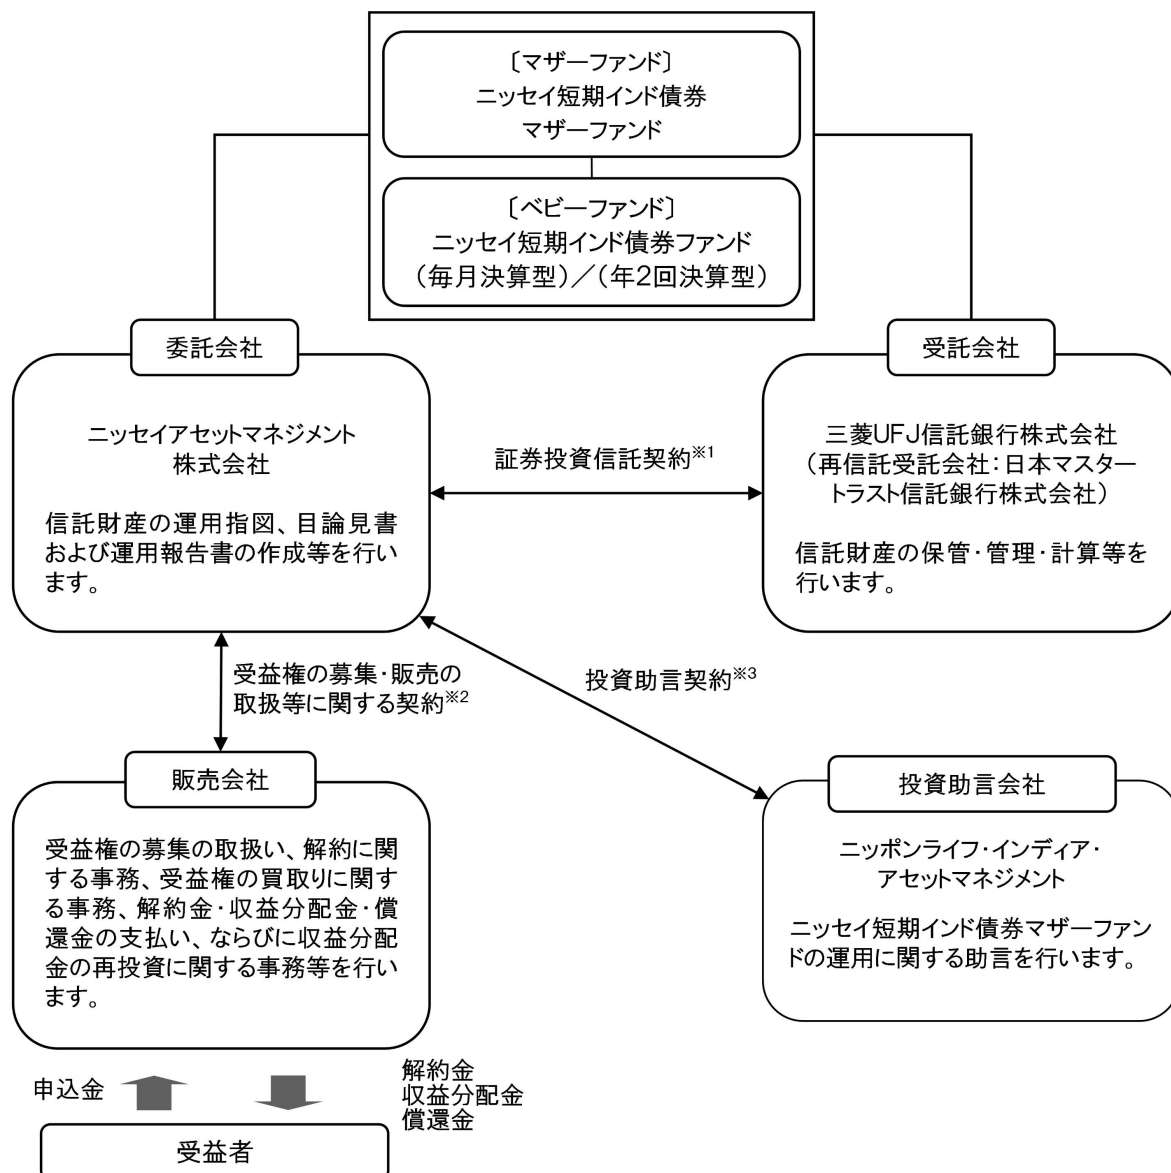 〔マザーファンド〕
ニッセイ短期インド債券
マザーファンド
〔ベビーファンド〕
ニッセイ短期インド債券ファンド
（毎月決算型）／（年2回決算型）
委託会社
ニッセイアセットマネジメント
株式会社
信託財産の運用指図、目論見書
および運用報告書の作成等を行い
ます。
証券投資信託契約※1
受託会社
三菱UFJ信託銀行株式会社
（再信託受託会社：日本マスター
トラスト信託銀行株式会社）
信託財産の保管・管理・計算等を
行います。
受益権の募集・販売の
取扱等に関する契約※2
投資助言契約※3
販売会社
受益権の募集の取扱い、解約に関
する事務、受益権の買取りに関す
る事務、解約金・収益分配金・償
還金の支払い、ならびに収益分配
金の再投資に関する事務等を行い
ます。
投資助言会社
ニッポンライフ・インディア・
アセットマネジメント
ニッセイ短期インド債券マザーファン
ドの運用に関する助言を行います。
申込金
解約金
収益分配金
償還金
受益者